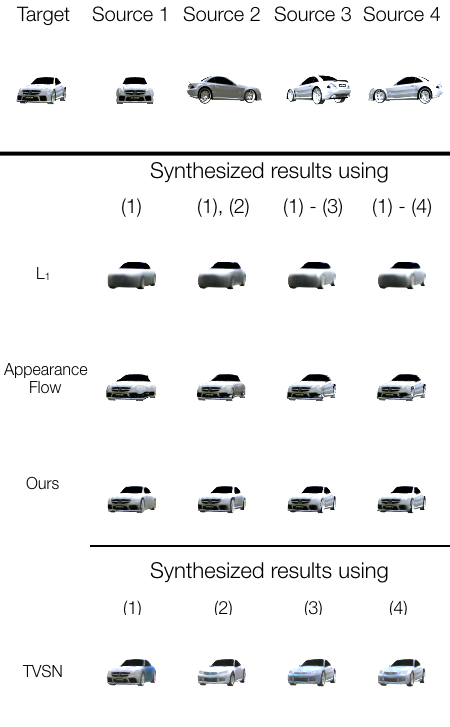 Target Source 1 Source 2 Source 3 Source 4
Synthesized results using
(1) (1), (2) (1) - (3) (1) - (4)
L₁
Appearance
Flow
Ours
Synthesized results using
(1) (2) (3) (4)
TVSN